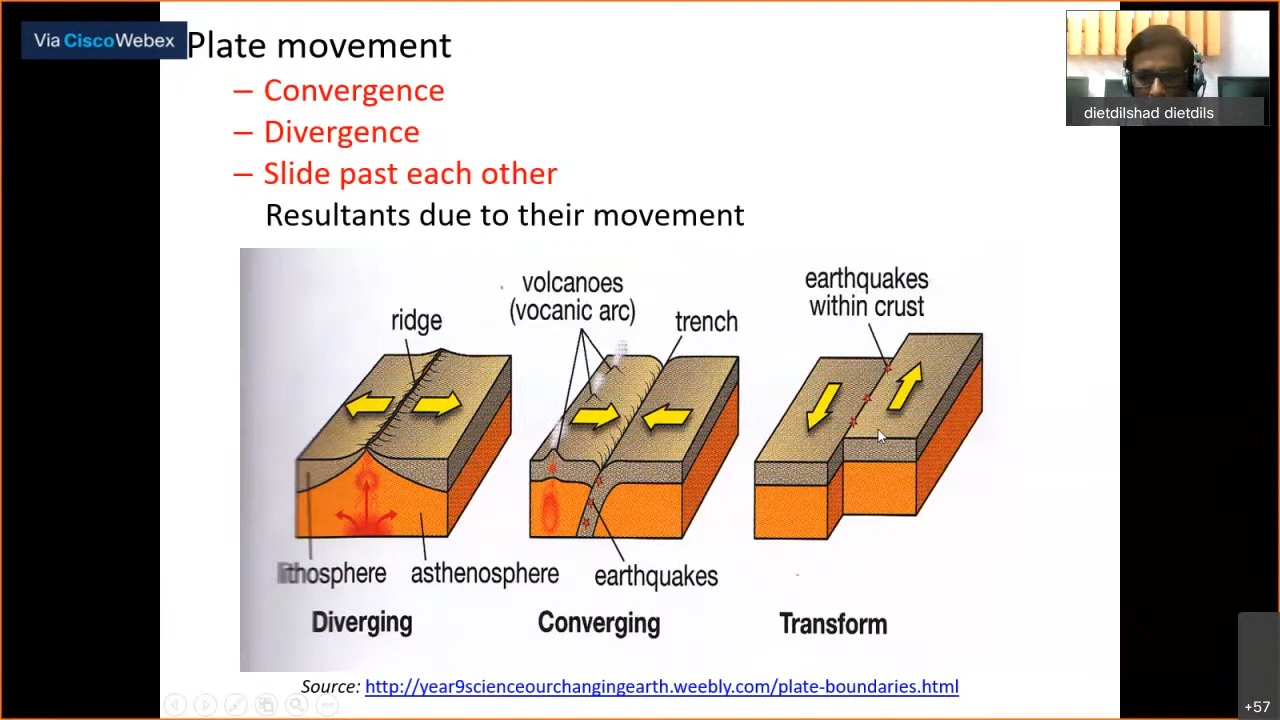 Via CiscoWebex
Plate movement
– Convergence
– Divergence
– Slide past each other
Resultants due to their movement
dietdilshad dietdils
volcanoes
(vocanic arc)
ridge
trench
earthquakes
within crust
lithosphere
asthenosphere
earthquakes
Diverging
Converging
Transform
Source: http://year9scienceourchangingearth.weebly.com/plate-boundaries.html
+57